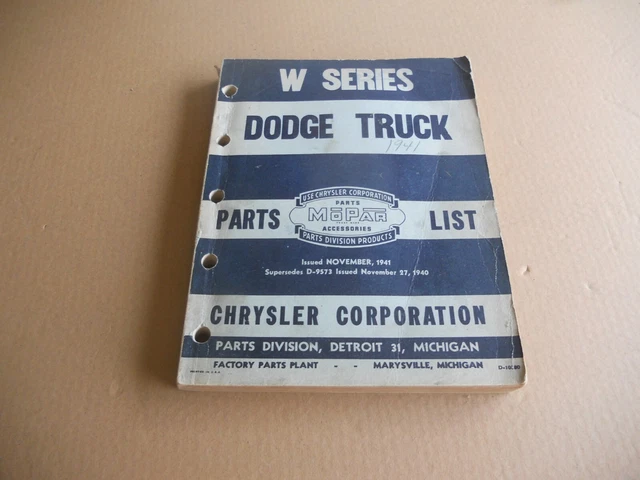 W SERIES
DODGE TRUCK
1941
USE CHRYSLER CORPORATION
PARTS
PARTS MOPAR LIST
ACCESSORIES
PARTS DIVISION PRODUCTS
Issued NOVEMBER, 1941
Supersedes D-9573 Issued November 27, 1940
CHRYSLER CORPORATION
PARTS DIVISION, DETROIT 31, MICHIGAN
FACTORY PARTS PLANT - - MARYSVILLE, MICHIGAN